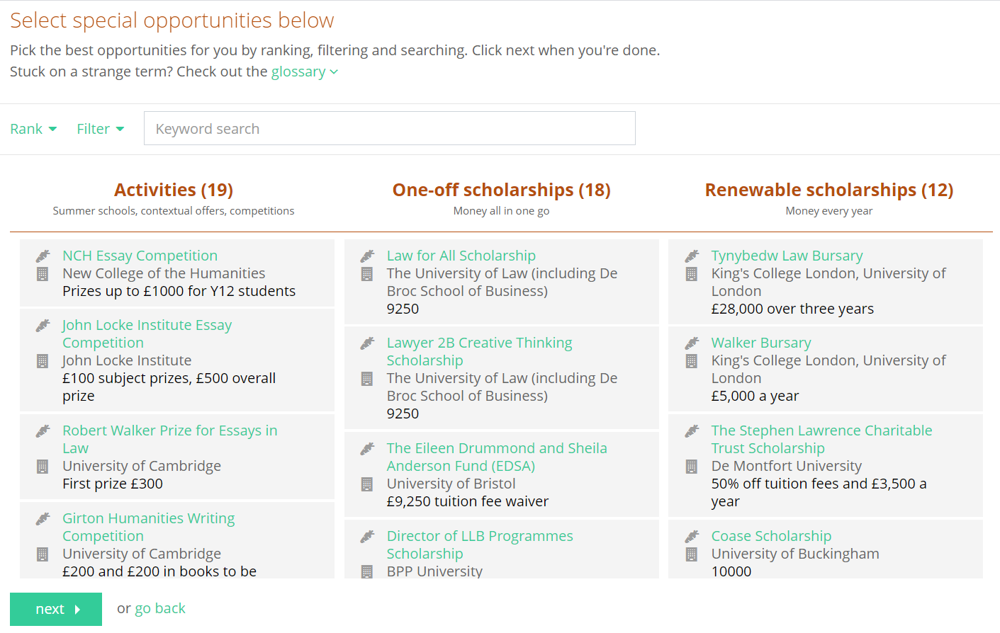 Select special opportunities below
Pick the best opportunities for you by ranking, filtering and searching. Click next when you're done.
Stuck on a strange term? Check out the glossary
Rank
Filter
Keyword search
Activities (19)
Summer schools, contextual offers, competitions
NCH Essay Competition
New College of the Humanities
Prizes up to £1000 for Y12 students
John Locke Institute Essay
Competition
John Locke Institute
£100 subject prizes, £500 overall
prize
Robert Walker Prize for Essays in
Law
University of Cambridge
First prize £300
Girton Humanities Writing
Competition
University of Cambridge
£200 and £200 in books to be
One-off scholarships (18)
Money all in one go
Law for All Scholarship
The University of Law (including De
Broc School of Business)
9250
Lawyer 2B Creative Thinking
Scholarship
The University of Law (including De
Broc School of Business)
9250
The Eileen Drummond and Sheila
Anderson Fund (EDSA)
University of Bristol
£9,250 tuition fee waiver
Director of LLB Programmes
Scholarship
BPP University
Renewable scholarships (12)
Money every year
Tynybedw Law Bursary
King's College London, University of
London
£28,000 over three years
Walker Bursary
King's College London, University of
London
£5,000 a year
The Stephen Lawrence Charitable
Trust Scholarship
De Montfort University
50% off tuition fees and £3,500 a
year
Coase Scholarship
University of Buckingham
10000
next
or go back